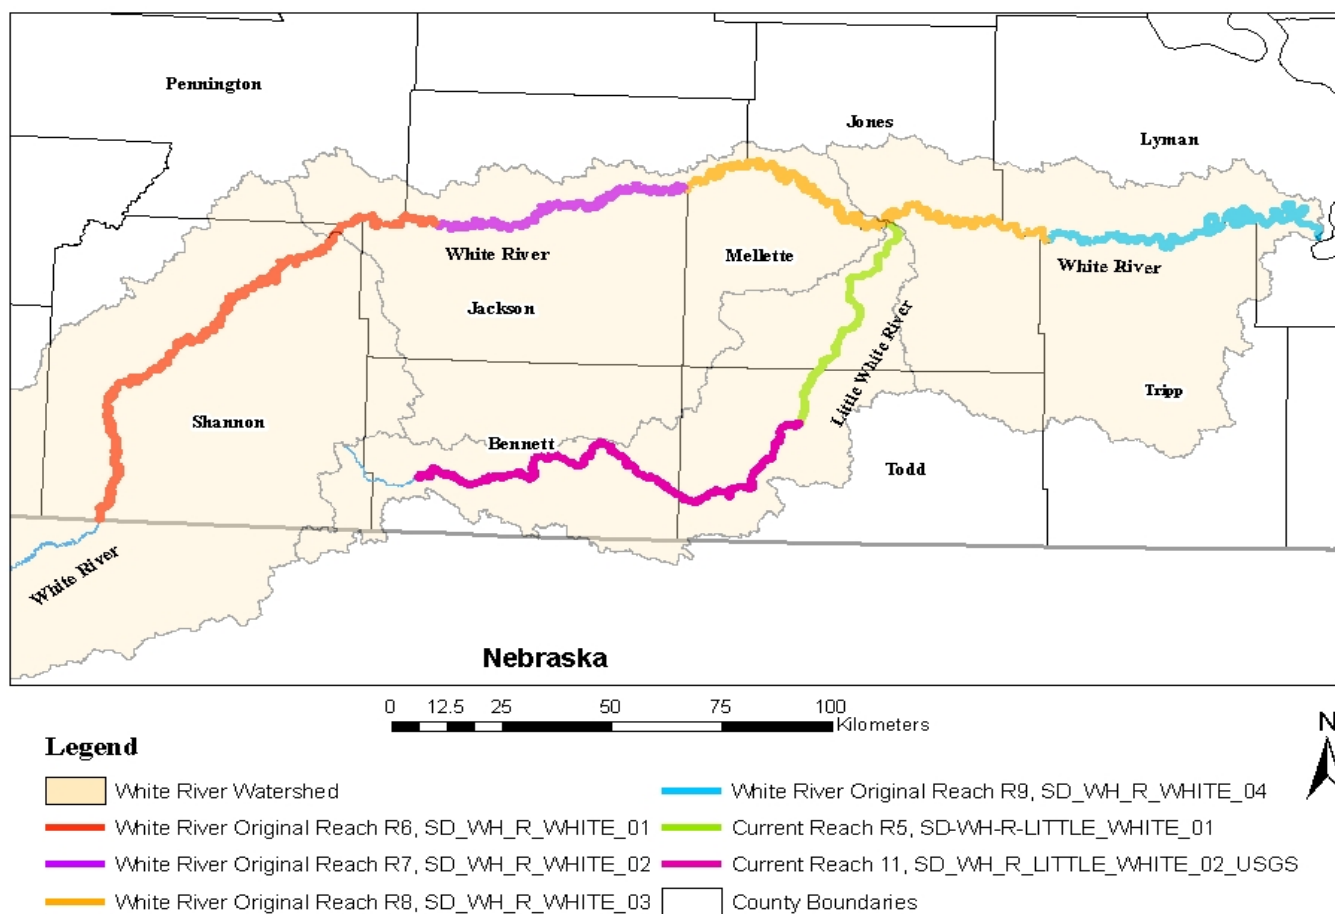 Pennington
Jones
Lyman
White River
Mellette
White River
Jackson
Little White River
Tripp
Shannon
Bennett
Todd
White River
Nebraska
0 12.5 25 50 75 100
Kilometers
N
Legend
White River Watershed
White River Original Reach R6, SD_WH_R_WHITE_01
White River Original Reach R7, SD_WH_R_WHITE_02
White River Original Reach R8, SD_WH_R_WHITE_03
White River Original Reach R9, SD_WH_R_WHITE_04
Current Reach R5, SD-WH-R-LITTLE_WHITE_01
Current Reach 11, SD_WH_R_LITTLE_WHITE_02_USGS
County Boundaries